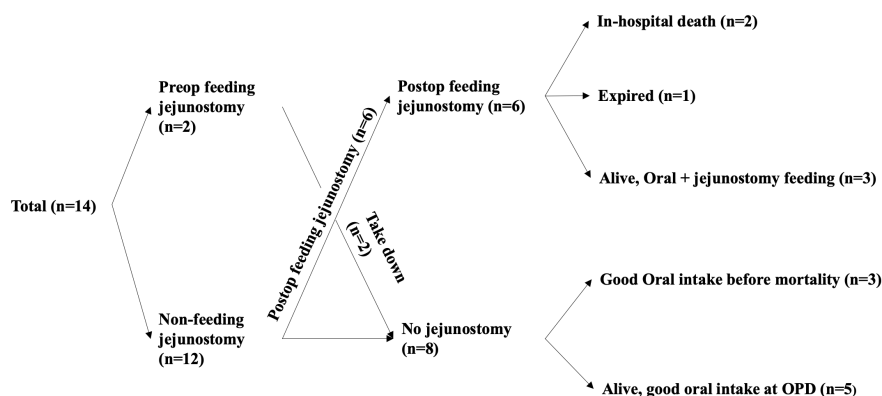 Total (n=14)
Preop feeding
jejunostomy
(n=2)
Non-feeding
jejunostomy
(n=12)
Postop feeding jejunostomy (n=6)
Take down
(n=2)
Postop feeding
jejunostomy (n=6)
No jejunostomy
(n=8)
In-hospital death (n=2)
Expired (n=1)
Alive, Oral + jejunostomy feeding (n=3)
Good Oral intake before mortality (n=3)
Alive, good oral intake at OPD (n=5)